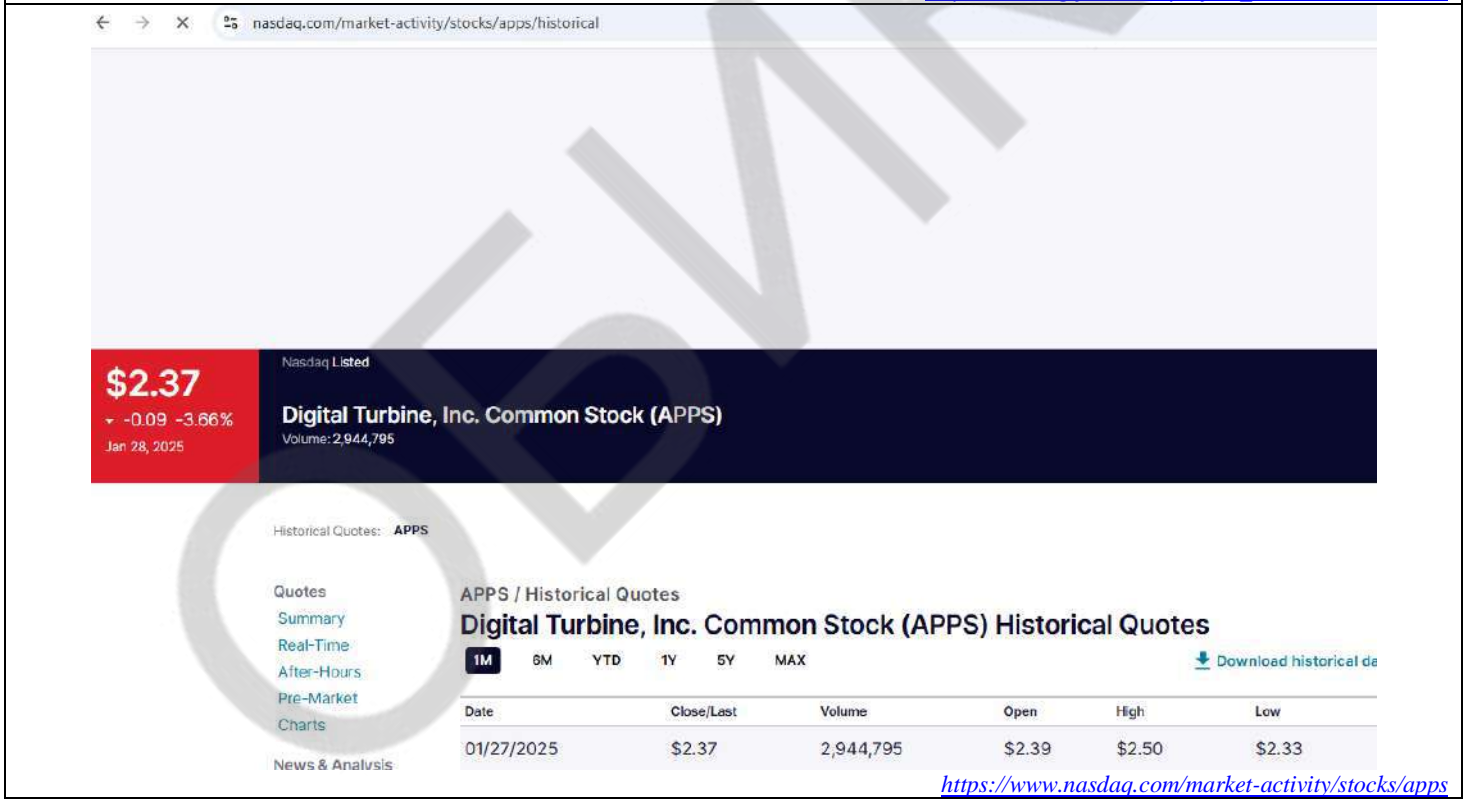 nasdaq.com/market-activity/stocks/apps/historical
$2.37
-0.09 -3.66%
Jan 28, 2025
Nasdaq Listed
Digital Turbine, Inc. Common Stock (APPS)
Volume: 2,944,795
Historical Quotes: APPS
Quotes
Summary
Real-Time
After-Hours
Pre-Market
Charts
News & Analysis
APPS / Historical Quotes
Digital Turbine, Inc. Common Stock (APPS) Historical Quotes
1M 6M YTD 1Y 5Y MAX
Download historical da
Date Close/Last Volume Open High Low
01/27/2025 $2.37 2,944,795 $2.39 $2.50 $2.33
https://www.nasdaq.com/market-activity/stocks/apps